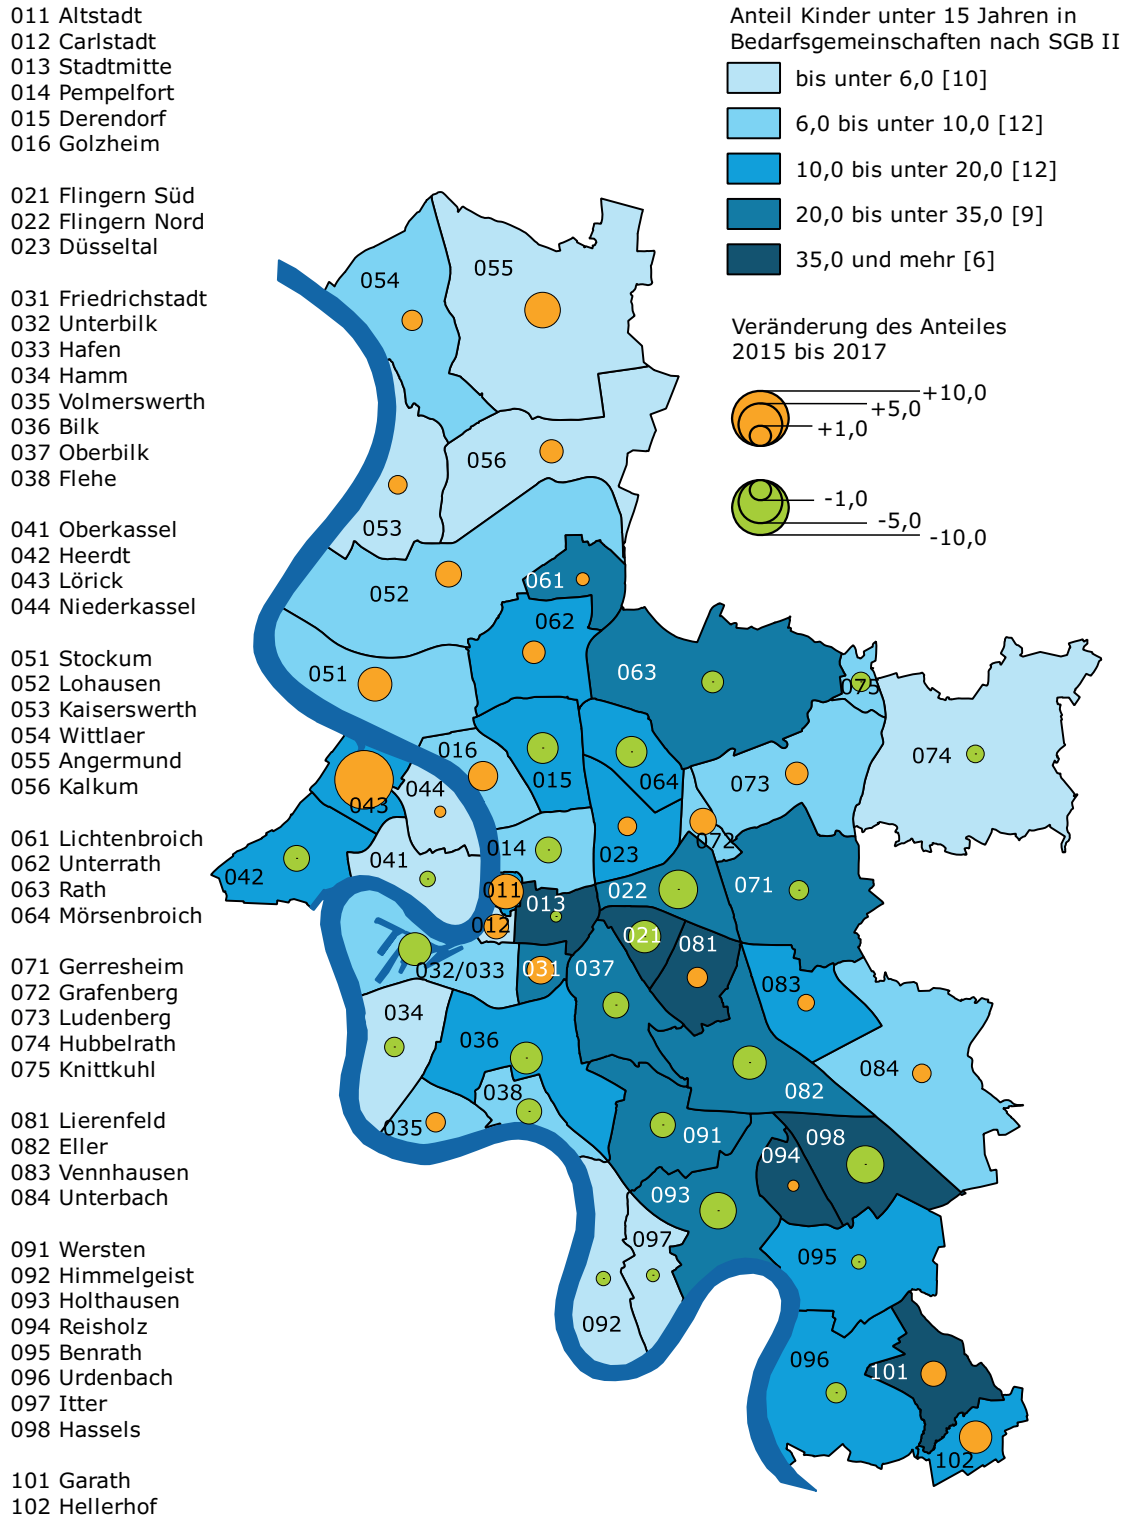 011 Altstadt
012 Carlstadt
013 Stadtmitte
014 Pempelfort
015 Derendorf
016 Golzheim
021 Flingern Süd
022 Flingern Nord
023 Düsseltal
031 Friedrichstadt
032 Unterbilk
033 Hafen
034 Hamm
035 Volmerswerth
036 Bilk
037 Oberbilk
038 Flehe
041 Oberkassel
042 Heerdt
043 Lörick
044 Niederkassel
051 Stockum
052 Lohausen
053 Kaiserswerth
054 Wittlaer
055 Angermund
056 Kalkum
061 Lichtenbroich
062 Unterrath
063 Rath
064 Mörsenbroich
071 Gerresheim
072 Grafenberg
073 Ludenberg
074 Hubbelrath
075 Knittkuhl
081 Lierenfeld
082 Eller
083 Vennhausen
084 Unterbach
091 Wersten
092 Himmelgeist
093 Holthausen
094 Reisholz
095 Benrath
096 Urdenbach
097 Itter
098 Hassels
101 Garath
102 Hellerhof
Anteil Kinder unter 15 Jahren in
Bedarfsgemeinschaften nach SGB II
bis unter 6,0 [10]
6,0 bis unter 10,0 [12]
10,0 bis unter 20,0 [12]
20,0 bis unter 35,0 [9]
35,0 und mehr [6]
Veränderung des Anteiles
2015 bis 2017
+10,0
+5,0
+1,0
-1,0
-5,0
-10,0
055
054
056
053
061
052
062
063
051
075
016
074
015
064
073
044
043
072
014
023
041
042
071
011
022
013
012
021
081
031
037
032/033
083
034
036
084
082
038
035
091
098
094
093
097
095
092
096
101
102